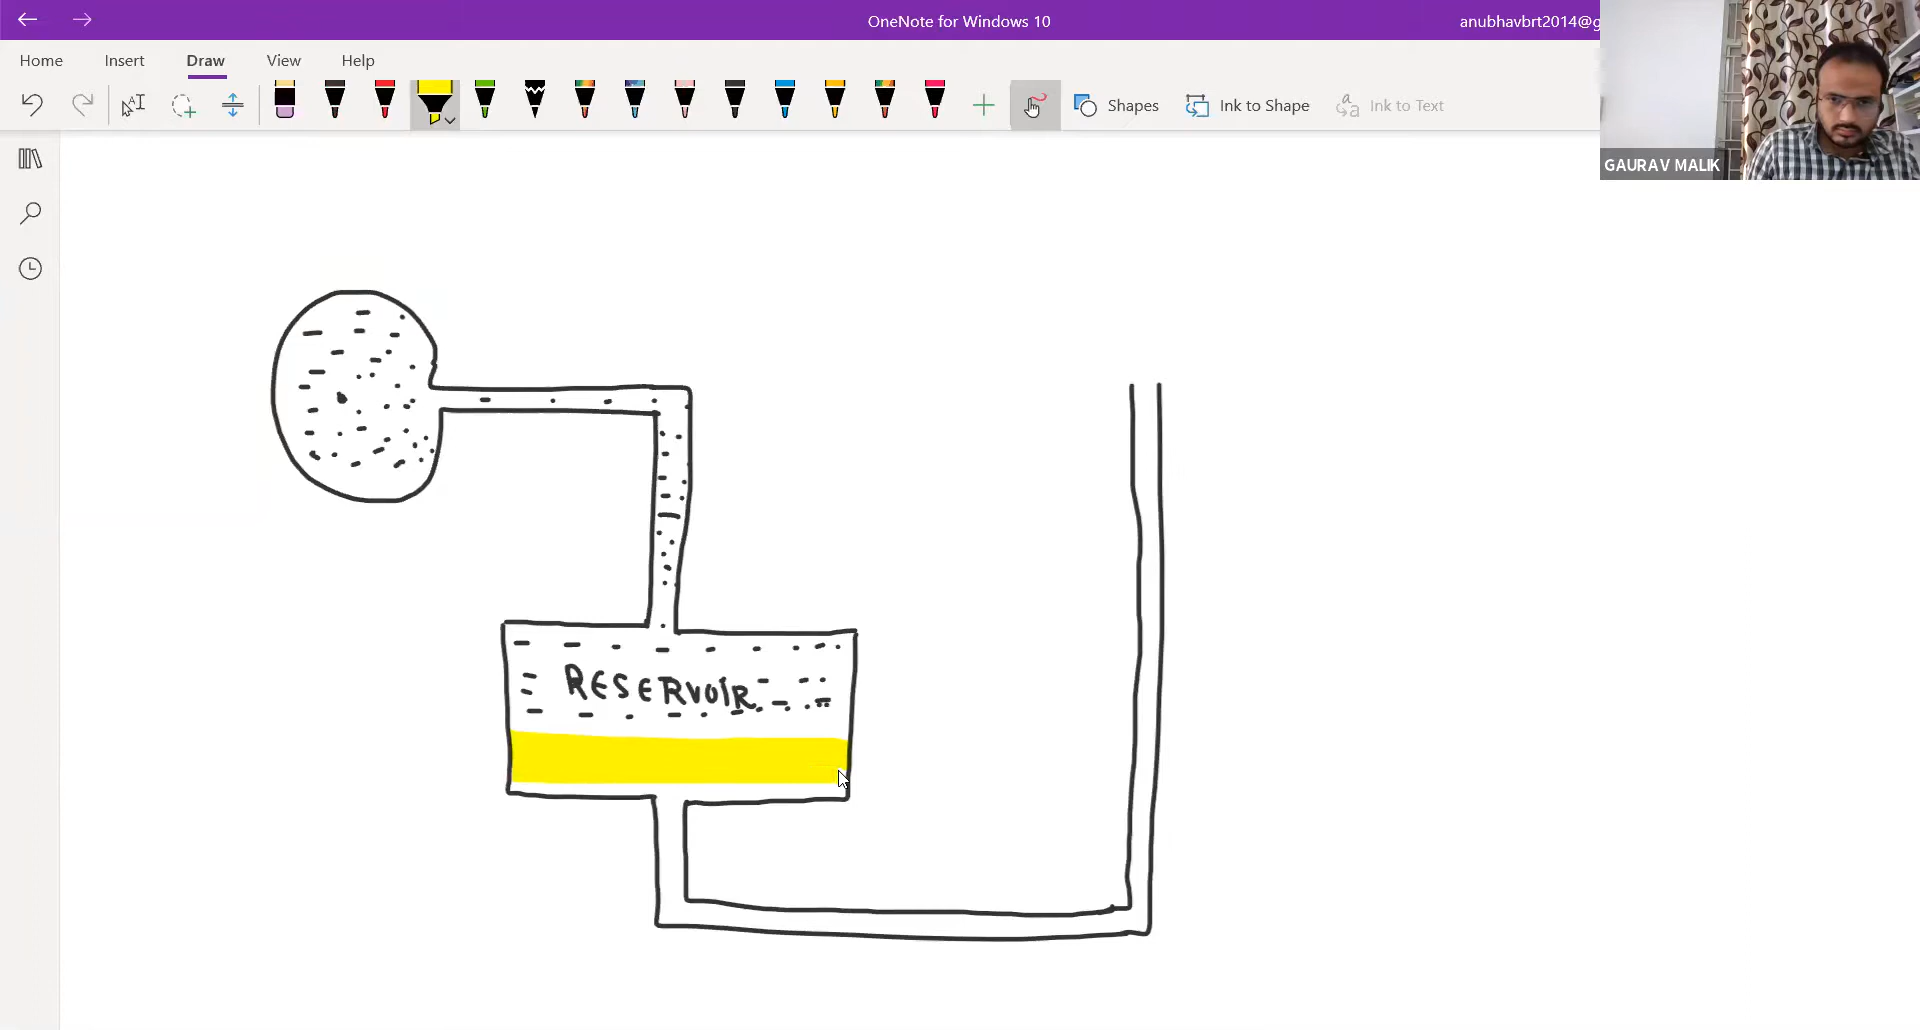 OneNote for Windows 10
anubhavbrt2014@g
Home Insert Draw View Help
Shapes Ink to Shape Ink to Text
GAURAV MALIK
RESERVOIR